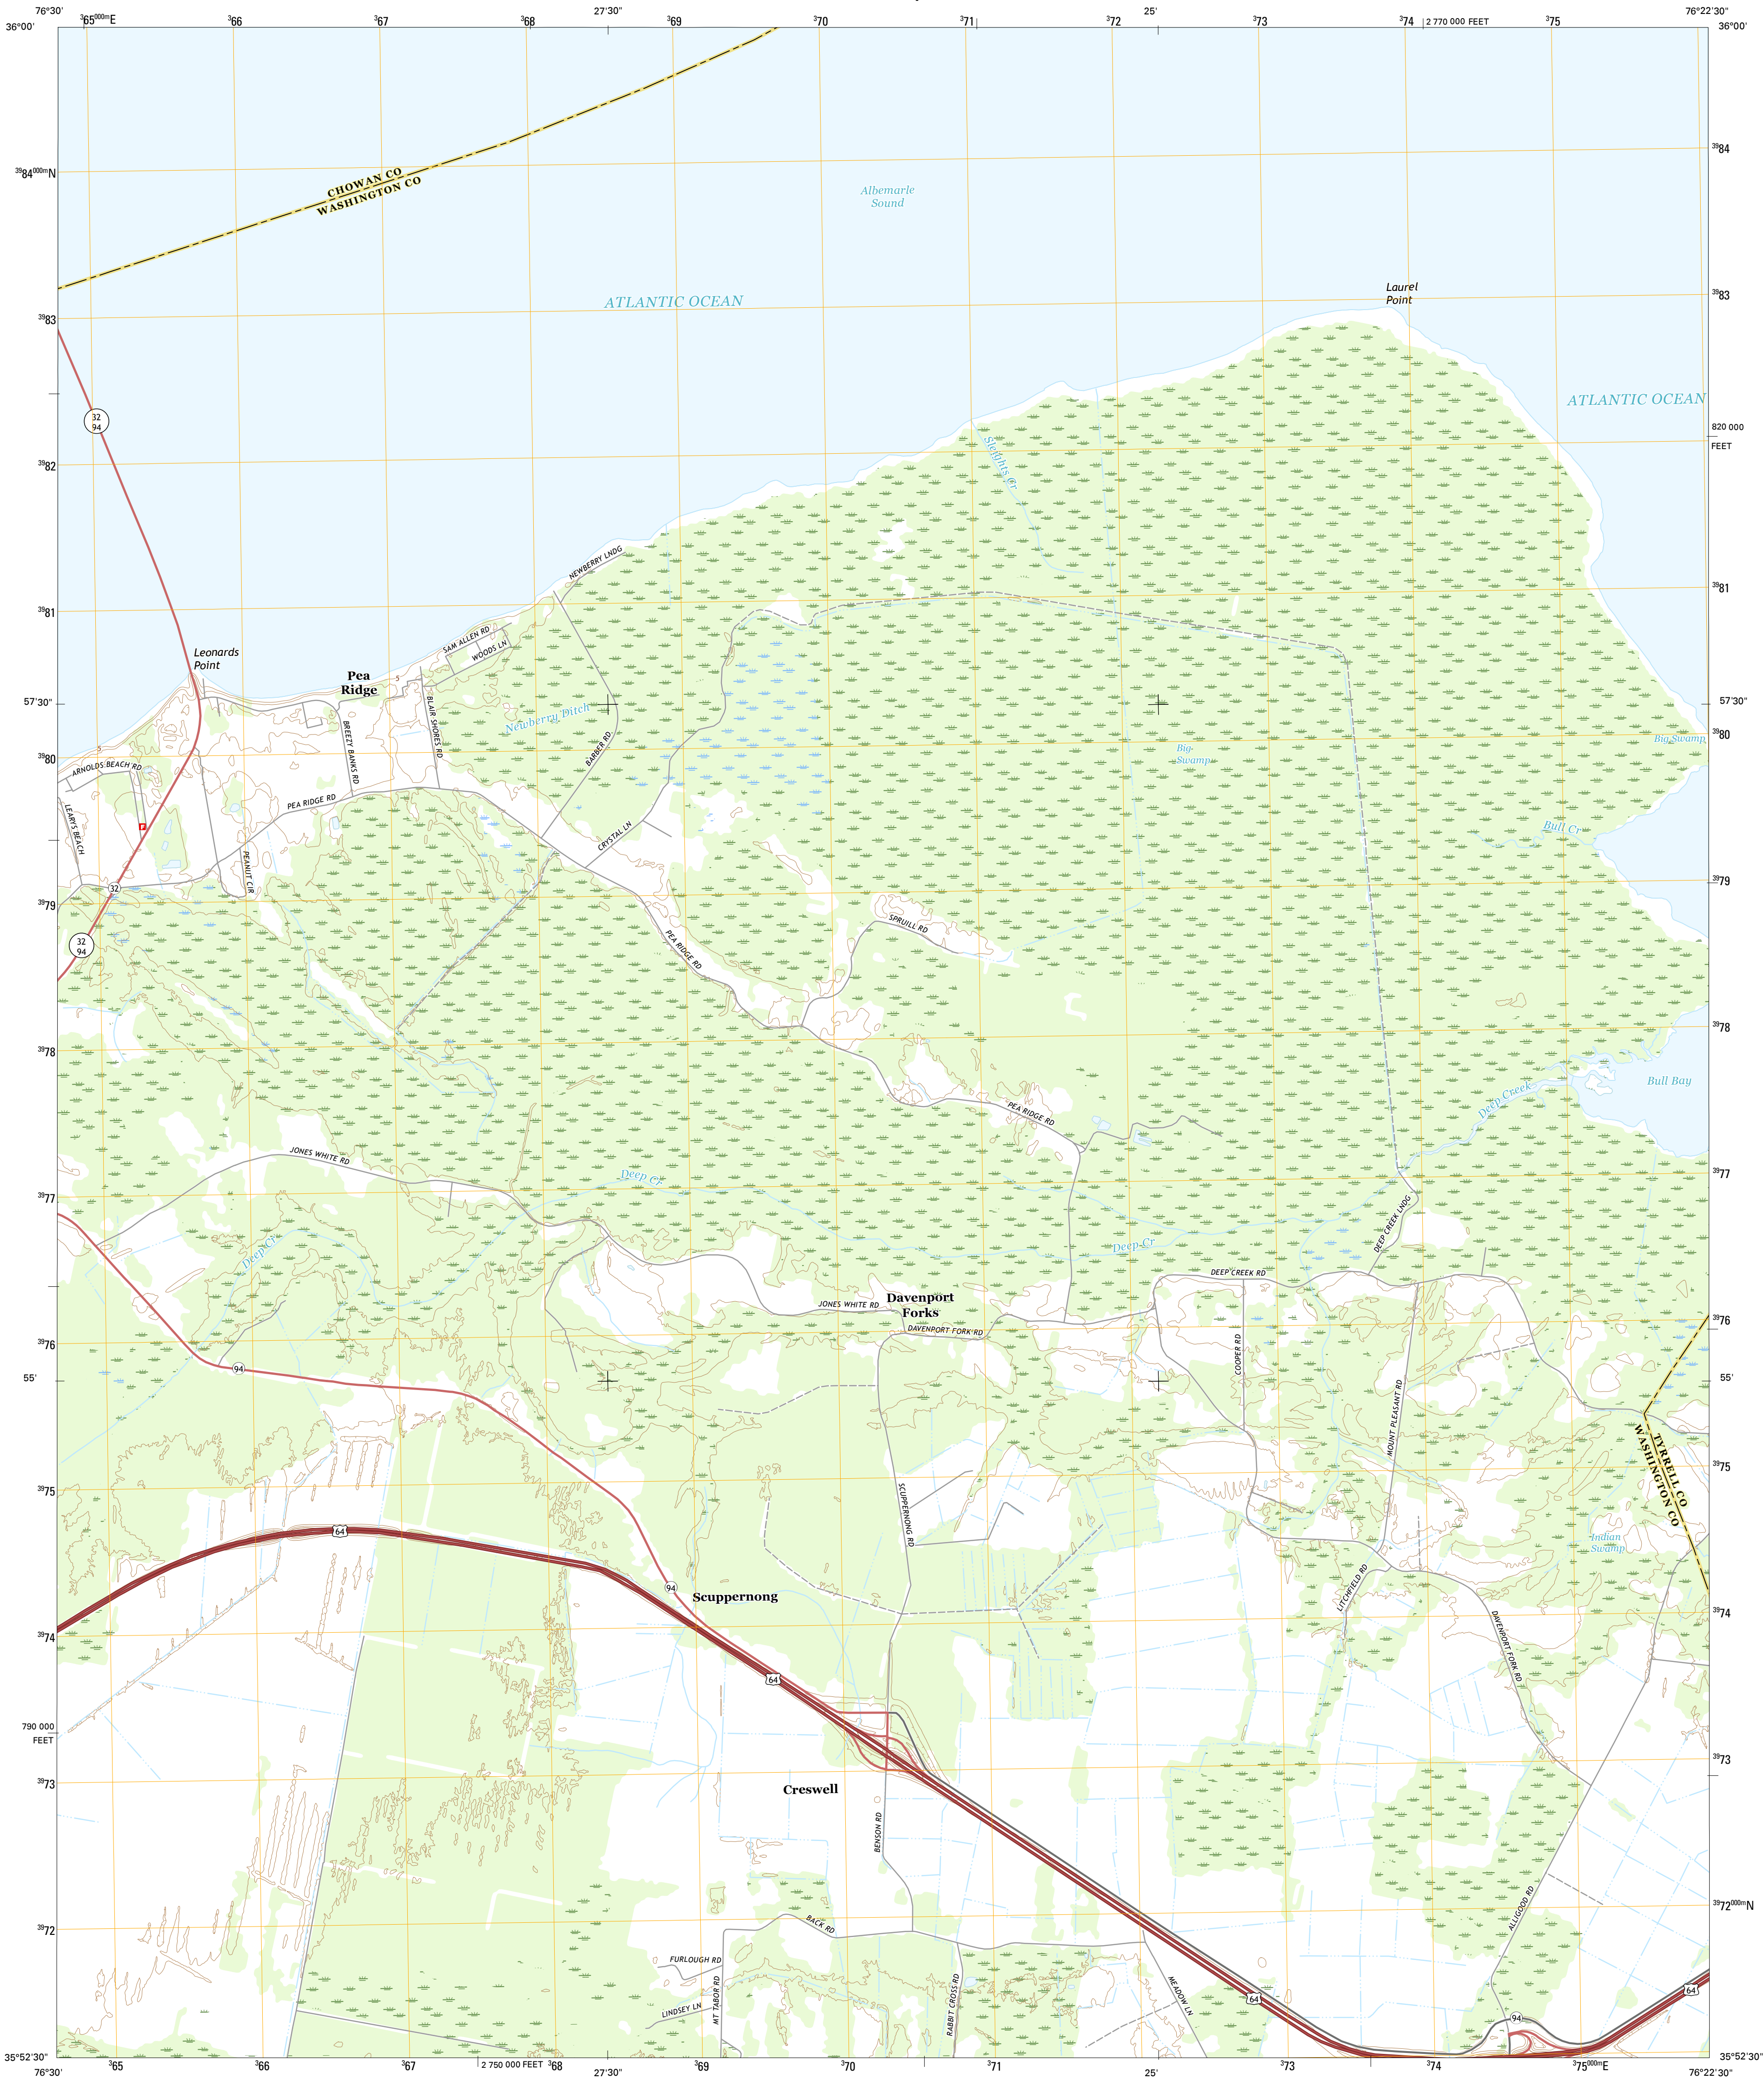 76°30'
³65⁰⁰⁰ᵐE
³66
³67
³68
27'30"
³69
³70
³71
³72
25'
³73
³74
2 770 000 FEET
³75
76°22'30"
36°00'
36°00'
³⁹84⁰⁰⁰ᵐN
³⁹84
CHOWAN CO
WASHINGTON CO
Albemarle
Sound
ATLANTIC OCEAN
Laurel
Point
³⁹83
³⁹83
ATLANTIC OCEAN
32
94
820 000
FEET
³⁹82
Sleights Cr
NEWBERRY LNDG
³⁹81
³⁹81
SAM ALLEN RD
WOODS LN
Leonards
Point
Pea
Ridge
5
57'30"
57'30"
BLAIR SHORES RD
Newberry Ditch
BREEZY BANKS RD
BARBER RD
5
³⁹80
³⁹80
Big
Swamp
Big Swamp
ARNOLDS BEACH RD
PEA RIDGE RD
LEARYS BEACH
P
CRYSTAL LN
Bull Cr
PEANUT CIR
32
³⁹79
³⁹79
32
94
PEA RIDGE RD
SPRUILL RD
³⁹78
³⁹78
Bull Bay
Deep Creek
PEA RIDGE RD
JONES WHITE RD
Deep Cr
³⁹77
³⁹77
DEEP CREEK LNDG
Deep Cr
Deep Cr
DEEP CREEK RD
JONES WHITE RD
Davenport
Forks
DAVENPORT FORK RD
³⁹76
³⁹76
COOPER RD
94
55'
55'
MOUNT PLEASANT RD
TYRRELL CO
WASHINGTON CO
³⁹75
³⁹75
SCUPPERNONG RD
64
Indian
Swamp
94
Scuppernong
LITCHFIELD RD
DAVENPORT FORK RD
³⁹74
³⁹74
64
790 000
FEET
³⁹73
³⁹73
Creswell
BENSON RD
ALLIGOOD RD
³⁹72
³⁹72⁰⁰⁰ᵐN
BACK RD
FURLOUGH RD
MT TABOR RD
RABBIT CROSS RD
MEADOW LN
LINDSEY LN
64
64
94
35°52'30"
35°52'30"
76°30'
³65
³66
³67
2 750 000 FEET
³68
27'30"
³69
³70
³71
25'
³73
³74
³75⁰⁰⁰ᵐE
76°22'30"